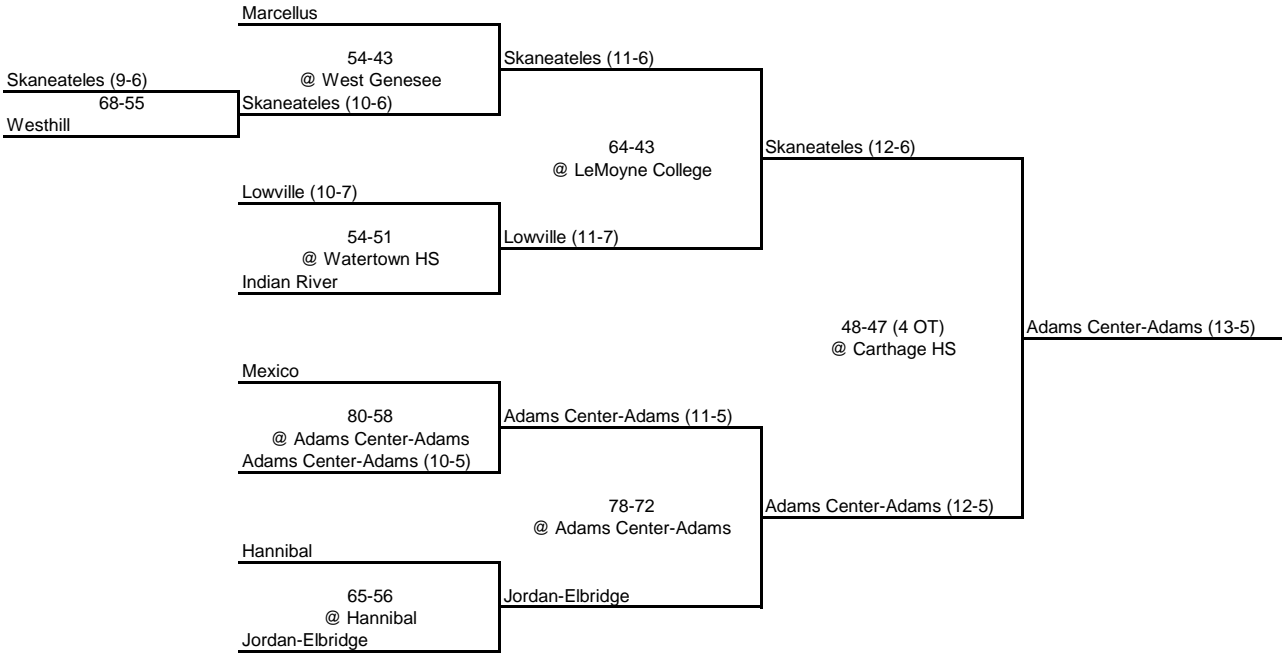 Marcellus
54-43
@ West Genesee
Skaneateles (11-6)
Skaneateles (9-6)
68-55
Skaneateles (10-6)
Westhill
64-43
@ LeMoyne College
Skaneateles (12-6)
Lowville (10-7)
54-51
@ Watertown HS
Lowville (11-7)
Indian River
48-47 (4 OT)
@ Carthage HS
Adams Center-Adams (13-5)
Mexico
80-58
@ Adams Center-Adams
Adams Center-Adams (11-5)
Adams Center-Adams (10-5)
78-72
@ Adams Center-Adams
Adams Center-Adams (12-5)
Hannibal
65-56
@ Hannibal
Jordan-Elbridge
Jordan-Elbridge